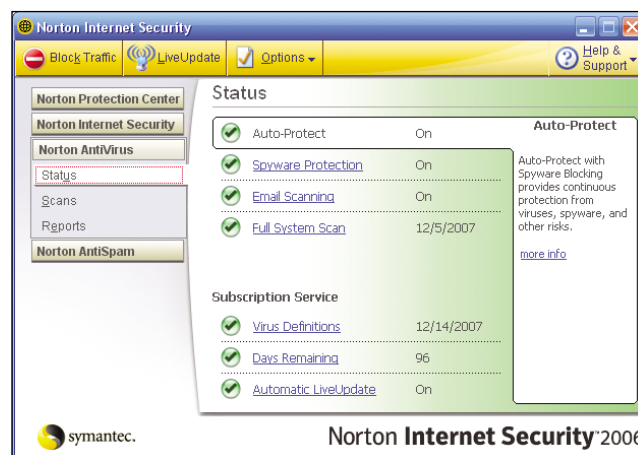 Norton Internet Security
Block Traffic LiveUpdate Options Help & Support
Norton Protection Center
Norton Internet Security
Norton AntiVirus
Status
Scans
Reports
Norton AntiSpam
Status
Auto-Protect On
Spyware Protection On
Email Scanning On
Full System Scan 12/5/2007
Subscription Service
Virus Definitions 12/14/2007
Days Remaining 96
Automatic LiveUpdate On
Auto-Protect
Auto-Protect with
Spyware Blocking
provides continuous
protection from
viruses, spyware, and
other risks.
more info
symantec.
Norton Internet Security 2006